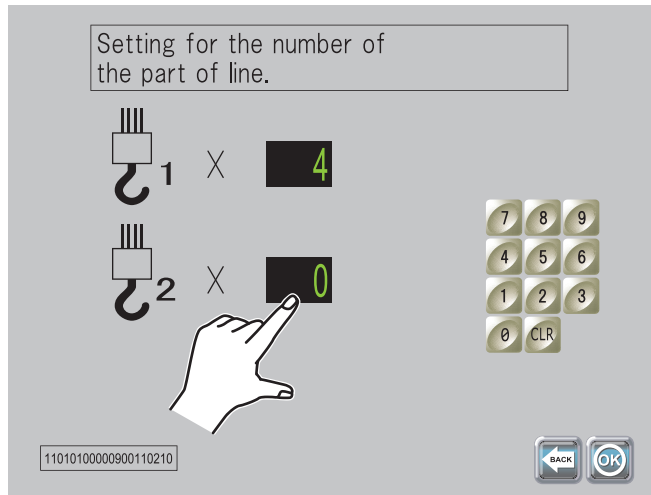 Setting for the number of
the part of line.
1 × 4
2 × 0
7 8 9
4 5 6
1 2 3
0 CLR
11010100000900110210
BACK OK